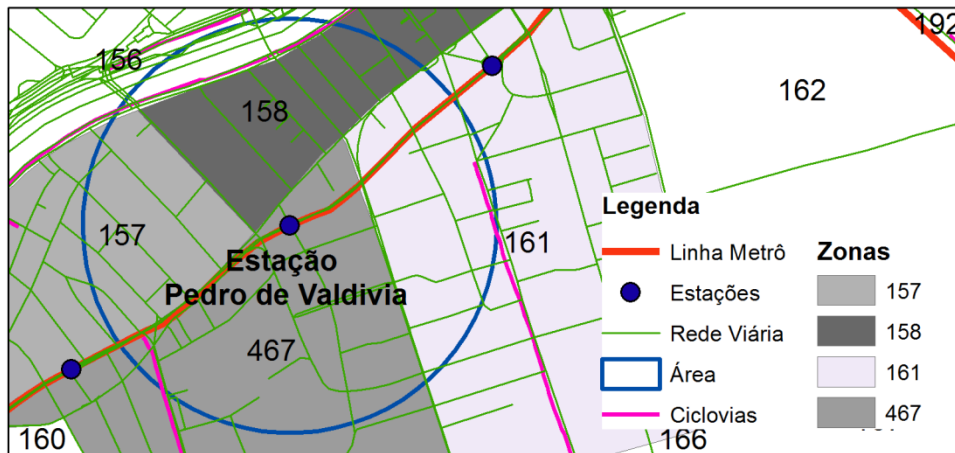 156
192
158
162
157
161
Estação
Pedro de Valdivia
467
160
166
Legenda
Linha Metrô
Estações
Rede Viária
Área
Ciclovias
Zonas
157
158
161
467